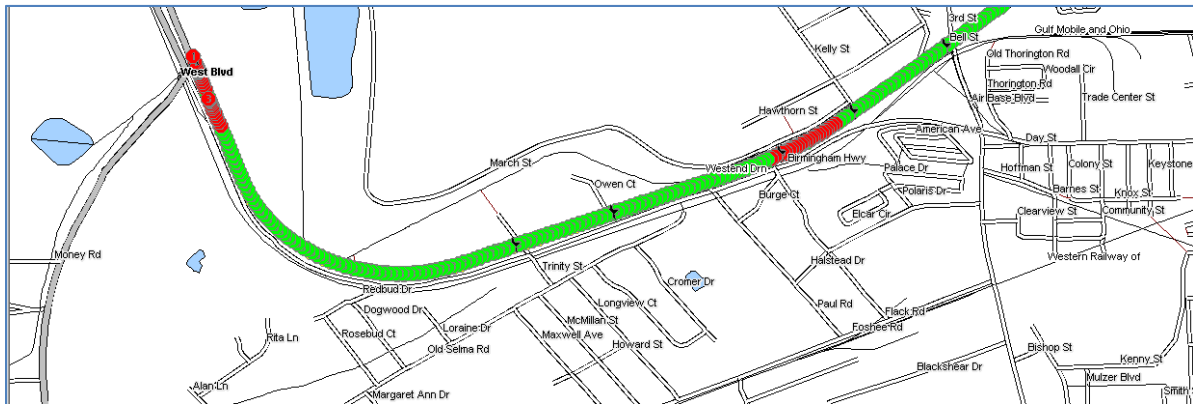 3rd St
Gulf Mobile and Ohio
Bell St
Kelly St
Old Thorington Rd
Woodall Cir
West Blvd
Thorington Rd
Air Base Blvd
Trade Center St
Hawthorn St
American Ave
Day St
March St
Birmingham Hwy
Westend Drn
Palace Dr
Hoffman St
Colony St
Keystone
Owen Ct
Burge Ct
Polaris Dr
Barnes St
Knox St
Elcar Cir
Clearview St
Community St
Money Rd
Trinity St
Halstead Dr
Western Railway of
Redbud Dr
Cromer Dr
Dogwood Dr
Longview Ct
Paul Rd
Flack Rd
Rita Ln
Rosebud Ct
Loraine Dr
McMillan St
Foshee Rd
Maxwell Ave
Howard St
Old Selma Rd
Bishop St
Kenny St
Blackshear Dr
Mulzer Blvd
Alan Ln
Margaret Ann Dr
Smith